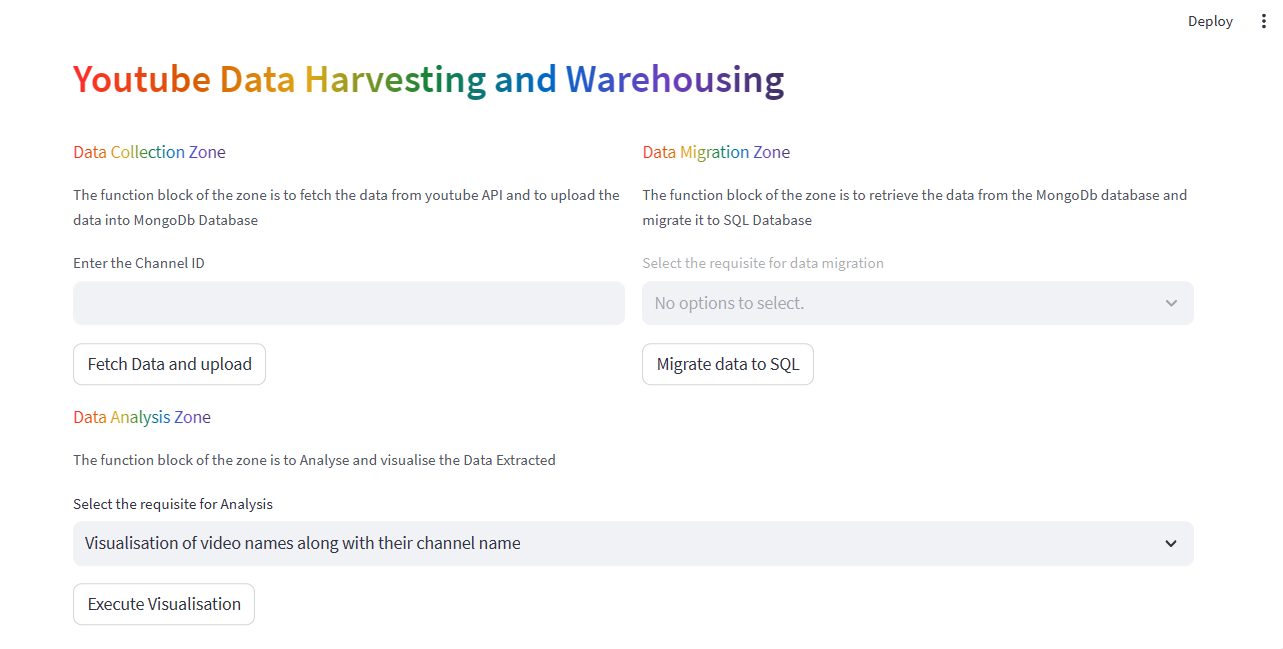 Deploy
Youtube Data Harvesting and Warehousing
Data Collection Zone
The function block of the zone is to fetch the data from youtube API and to upload the
data into MongoDb Database
Enter the Channel ID
Fetch Data and upload
Data Migration Zone
The function block of the zone is to retrieve the data from the MongoDb database and
migrate it to SQL Database
Select the requisite for data migration
No options to select.
Migrate data to SQL
Data Analysis Zone
The function block of the zone is to Analyse and visualise the Data Extracted
Select the requisite for Analysis
Visualisation of video names along with their channel name
Execute Visualisation